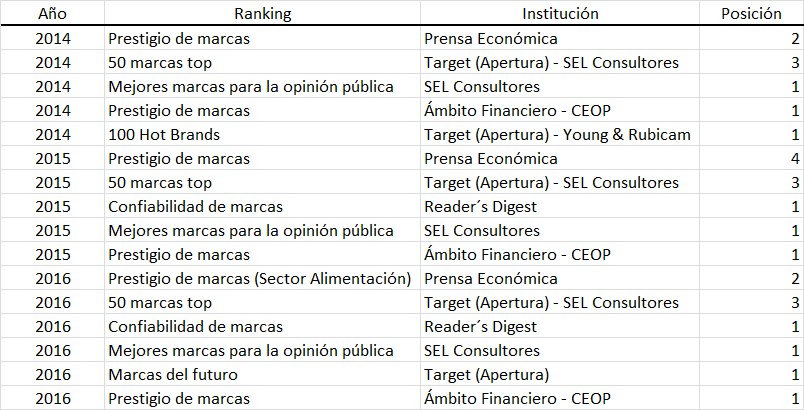 Año Ranking Institución Posición
2014 Prestigio de marcas Prensa Económica 2
2014 50 marcas top Target (Apertura) - SEL Consultores 3
2014 Mejores marcas para la opinión pública SEL Consultores 1
2014 Prestigio de marcas Ámbito Financiero - CEOP 1
2014 100 Hot Brands Target (Apertura) - Young & Rubicam 1
2015 Prestigio de marcas Prensa Económica 4
2015 50 marcas top Target (Apertura) - SEL Consultores 3
2015 Confiabilidad de marcas Reader´s Digest 1
2015 Mejores marcas para la opinión pública SEL Consultores 1
2015 Prestigio de marcas Ámbito Financiero - CEOP 1
2016 Prestigio de marcas (Sector Alimentación) Prensa Económica 2
2016 50 marcas top Target (Apertura) - SEL Consultores 3
2016 Confiabilidad de marcas Reader´s Digest 1
2016 Mejores marcas para la opinión pública SEL Consultores 1
2016 Marcas del futuro Target (Apertura) 1
2016 Prestigio de marcas Ámbito Financiero - CEOP 1